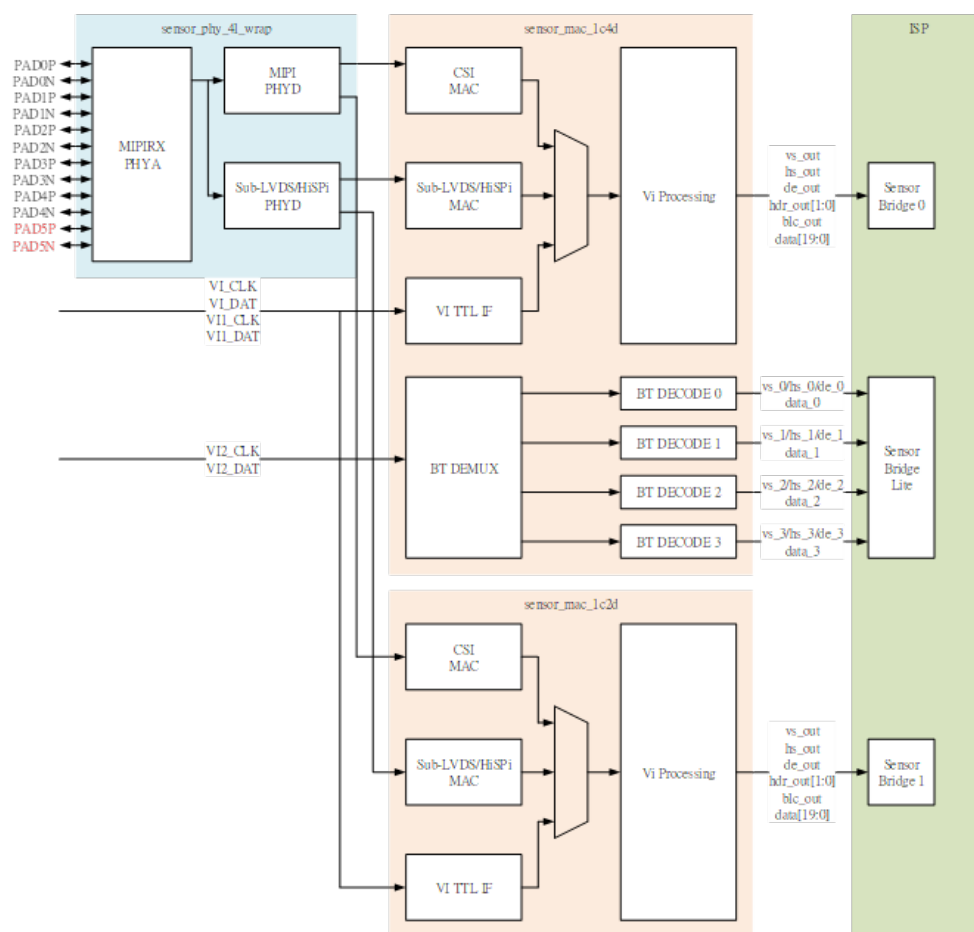 sensor_phy_4l_wrap
sensor_mac_1c4d
ISP
PAD0P
PAD0N
PAD1P
PAD1N
PAD2P
PAD2N
PAD3P
PAD3N
PAD4P
PAD4N
PAD5P
PAD5N
MIPIRX
PHYA
MIPI
PHYD
Sub-LVDS/HiSPi
PHYD
CSI
MAC
Sub-LVDS/HiSPi
MAC
VI TTL IF
Vi Processing
vs_out
hs_out
de_out
hdr_out[1:0]
blc_out
data[19:0]
Sensor
Bridge 0
VI_CLK
VI_DAT
VI1_CLK
VI1_DAT
VI2_CLK
VI2_DAT
BT DEMUX
BT DECODE 0
BT DECODE 1
BT DECODE 2
BT DECODE 3
vs_0/hs_0/de_0
data_0
vs_1/hs_1/de_1
data_1
vs_2/hs_2/de_2
data_2
vs_3/hs_3/de_3
data_3
Sensor
Bridge
Lite
sensor_mac_1c2d
CSI
MAC
Sub-LVDS/HiSPi
MAC
VI TTL IF
Vi Processing
vs_out
hs_out
de_out
hdr_out[1:0]
blc_out
data[19:0]
Sensor
Bridge 1